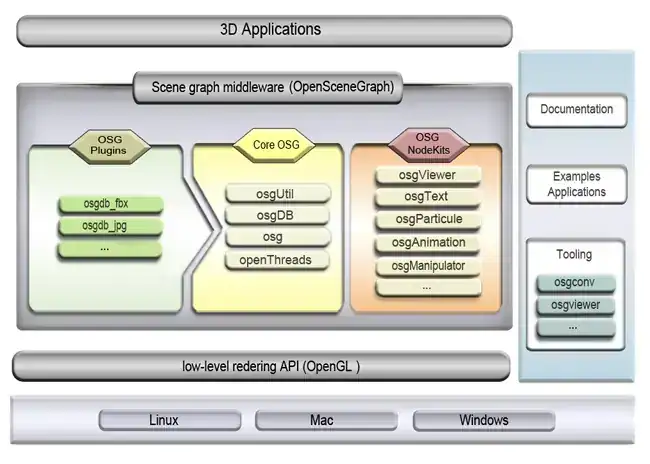 3D Applications
Scene graph middleware (OpenSceneGraph)
OSG
Plugins
osgdb_fbx
osgdb_jpg
...
Core OSG
osgUtil
osgDB
osg
openThreads
OSG
NodeKits
osgViewer
osgText
osgParticule
osgAnimation
osgManipulator
...
Documentation
Examples
Applications
Tooling
osgconv
osgviewer
...
low-level redering API (OpenGL )
Linux
Mac
Windows